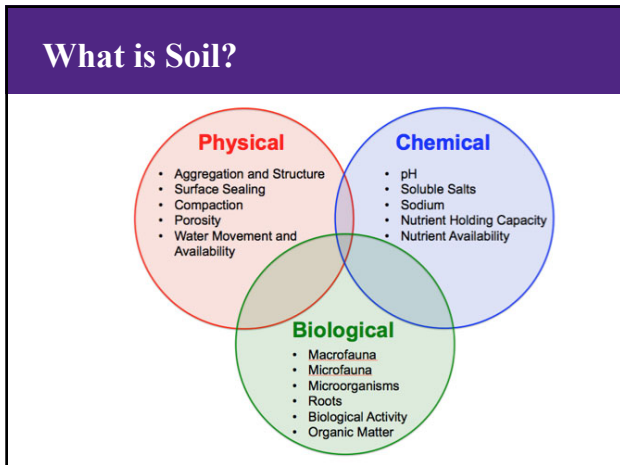 What is Soil?
Physical
• Aggregation and Structure
• Surface Sealing
• Compaction
• Porosity
• Water Movement and
Availability
Chemical
• pH
• Soluble Salts
• Sodium
• Nutrient Holding Capacity
• Nutrient Availability
Biological
• Macrofauna
• Microfauna
• Microorganisms
• Roots
• Biological Activity
• Organic Matter